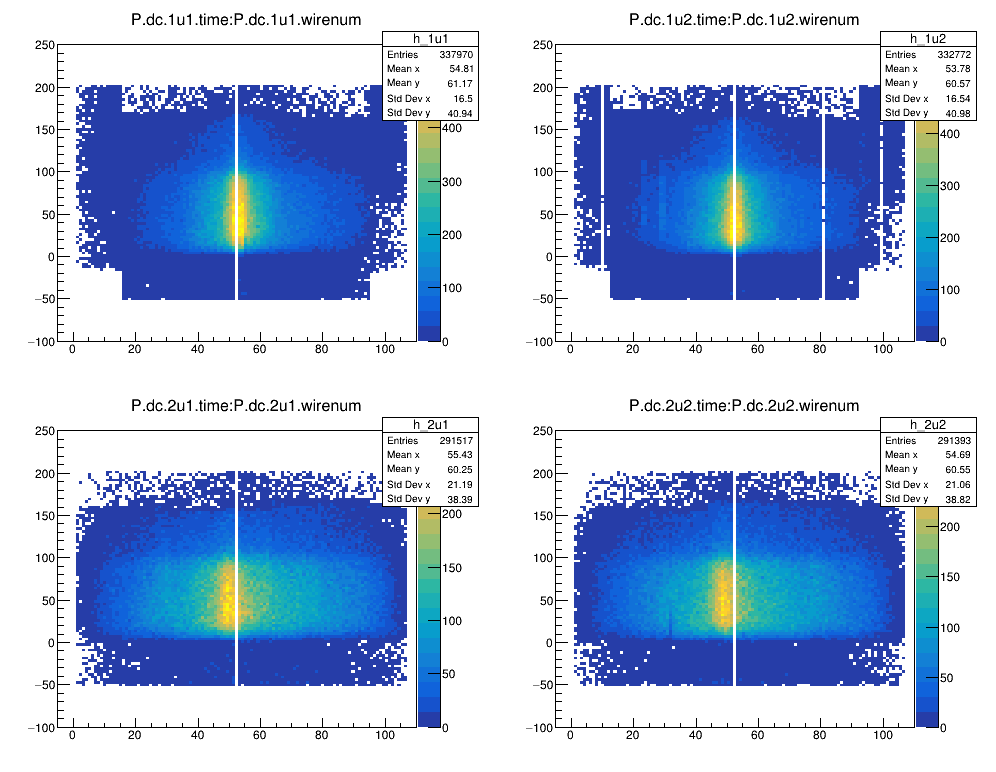 P.dc.1u1.time:P.dc.1u1.wirenum
h_1u1
Entries 337970
Mean x 54.81
Mean y 61.17
Std Dev x 16.5
Std Dev y 40.94
250
200
150
100
50
0
−50
−100
0 20 40 60 80 100
400
300
200
100
0
P.dc.1u2.time:P.dc.1u2.wirenum
h_1u2
Entries 332772
Mean x 53.78
Mean y 60.57
Std Dev x 16.54
Std Dev y 40.98
250
200
150
100
50
0
−50
−100
0 20 40 60 80 100
400
300
200
100
0
P.dc.2u1.time:P.dc.2u1.wirenum
h_2u1
Entries 291517
Mean x 55.43
Mean y 60.25
Std Dev x 21.19
Std Dev y 38.39
250
200
150
100
50
0
−50
−100
0 20 40 60 80 100
200
150
100
50
0
P.dc.2u2.time:P.dc.2u2.wirenum
h_2u2
Entries 291393
Mean x 54.69
Mean y 60.55
Std Dev x 21.06
Std Dev y 38.82
250
200
150
100
50
0
−50
−100
0 20 40 60 80 100
200
150
100
50
0